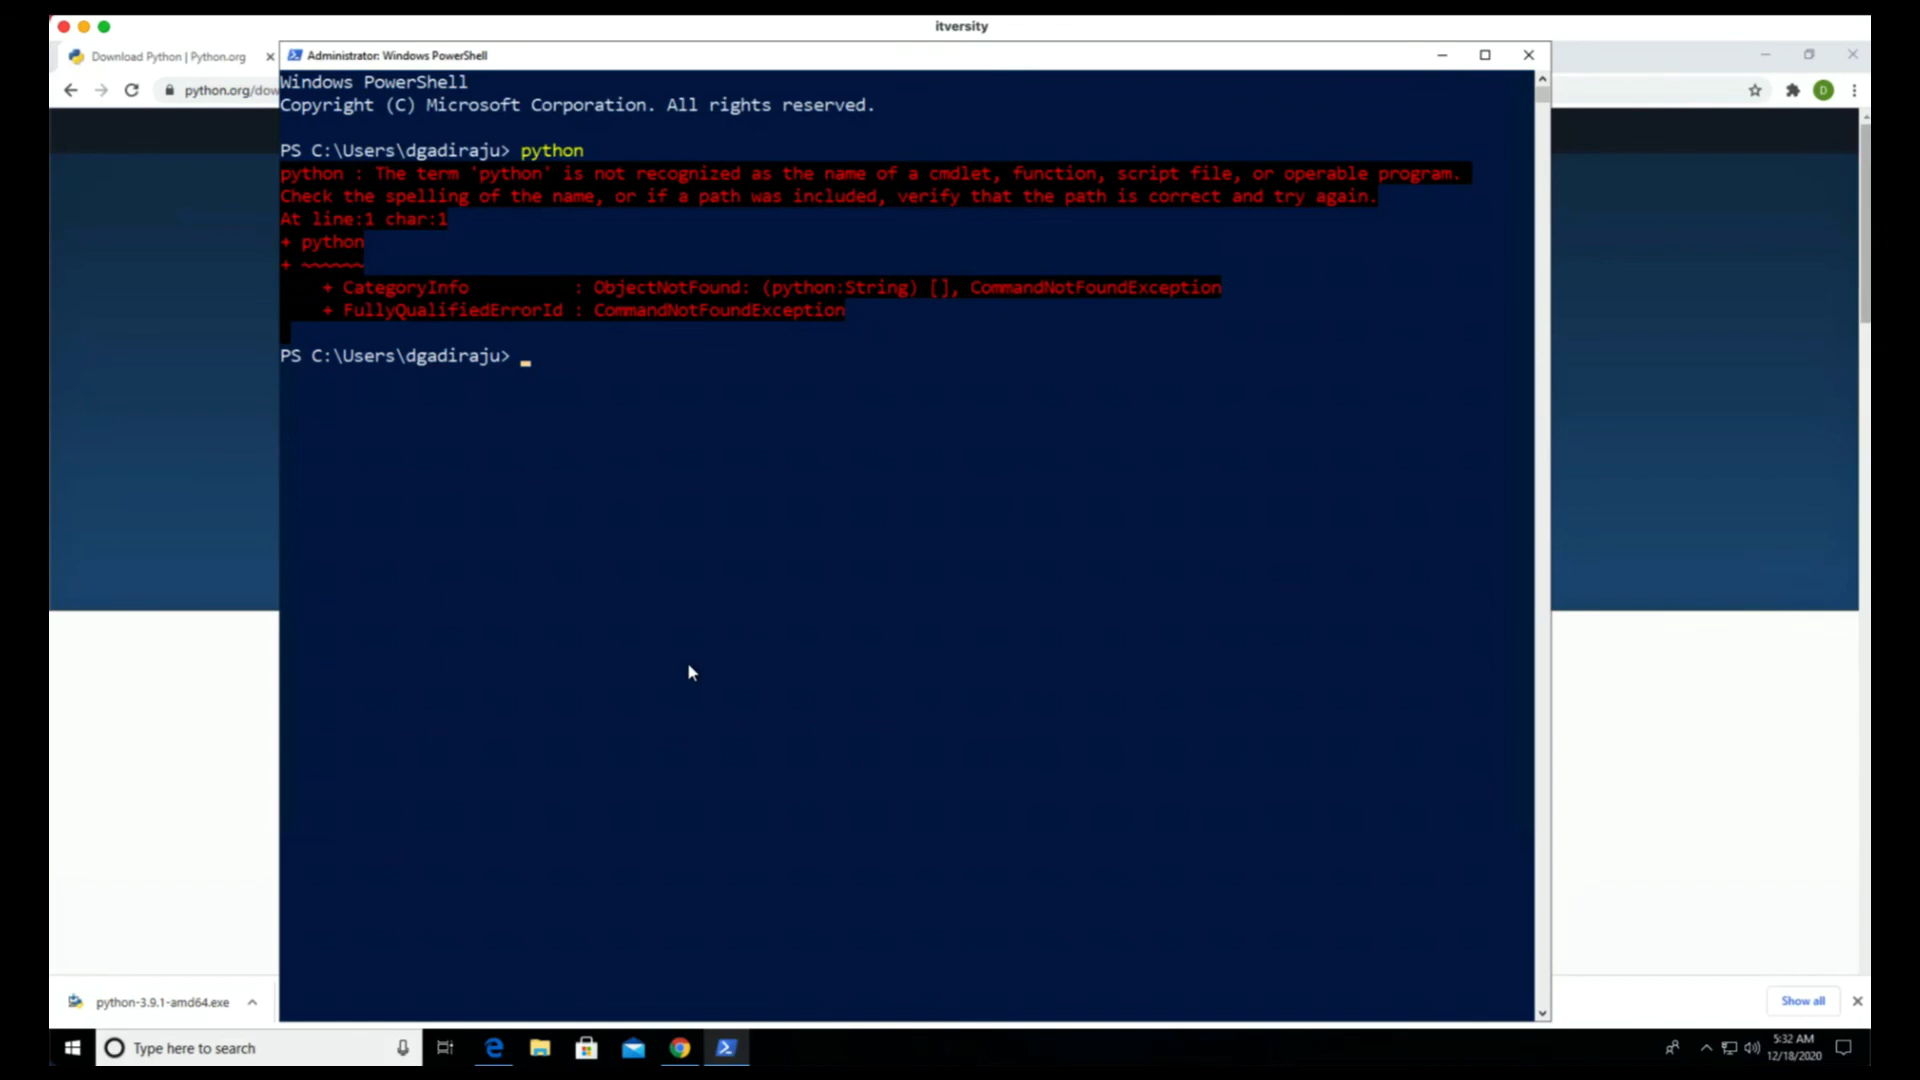 itversity
Download Python | Python.org
Administrator: Windows PowerShell
python.org/dow
D
Windows PowerShell
Copyright (C) Microsoft Corporation. All rights reserved.
PS C:\Users\dgadiraju> python
python : The term 'python' is not recognized as the name of a cmdlet, function, script file, or operable program.
Check the spelling of the name, or if a path was included, verify that the path is correct and try again.
At line:1 char:1
+ python
+ ~~~~~~
+ CategoryInfo : ObjectNotFound: (python:String) [], CommandNotFoundException
+ FullyQualifiedErrorId : CommandNotFoundException
PS C:\Users\dgadiraju> _
python-3.9.1-amd64.exe
Show all
Type here to search
5:32 AM
12/18/2020